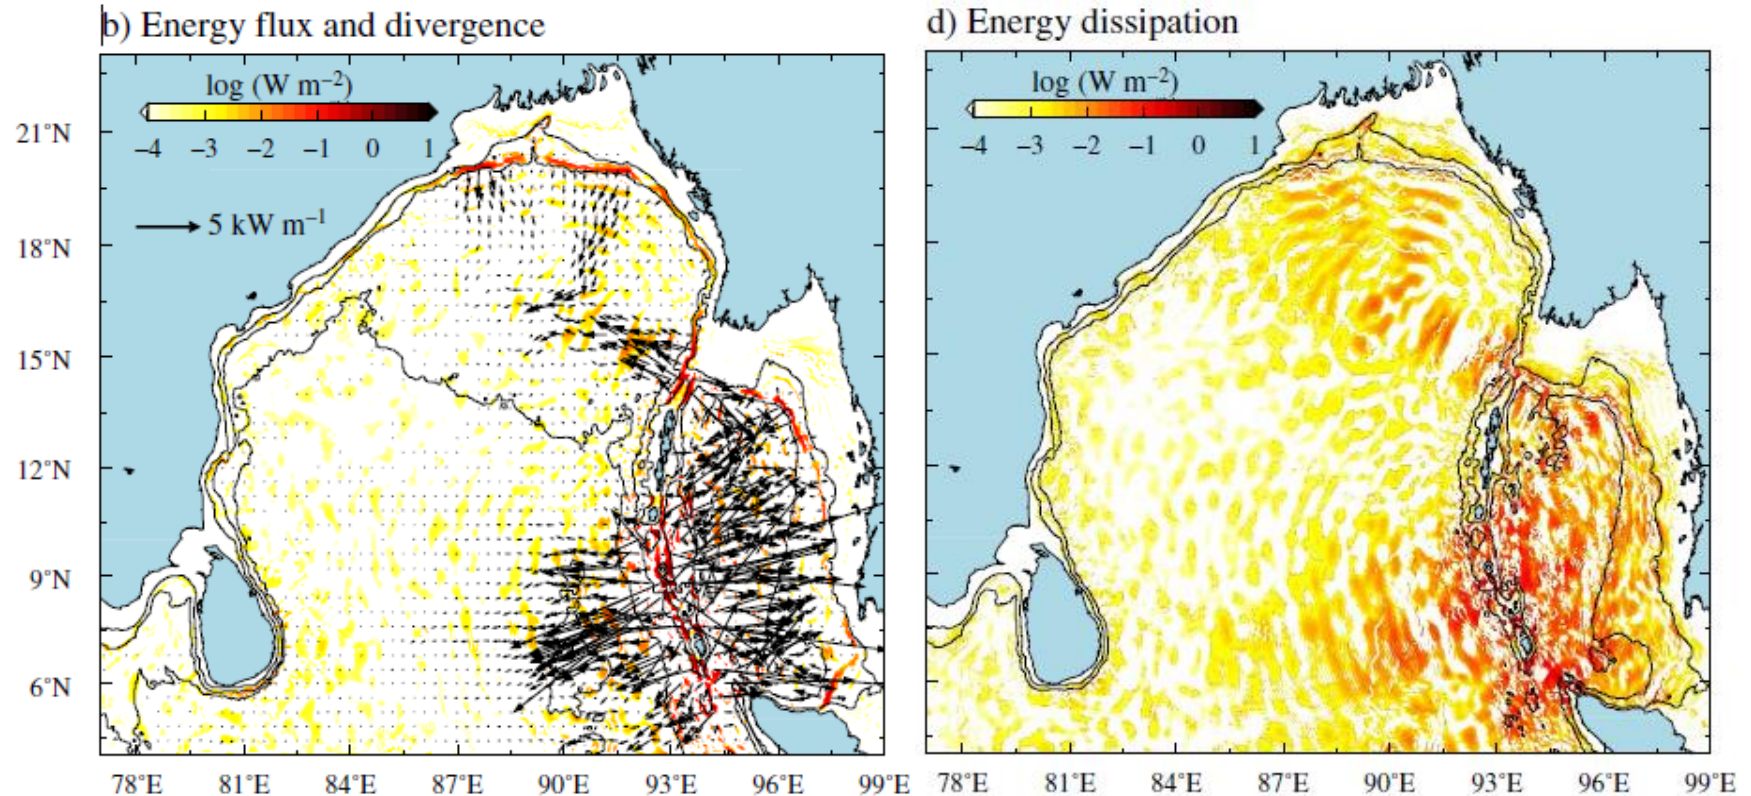 b) Energy flux and divergence
log (W m⁻²)
−4 −3 −2 −1 0 1
5 kW m⁻¹
21°N
18°N
15°N
12°N
9°N
6°N
78°E 81°E 84°E 87°E 90°E 93°E 96°E 99°E
d) Energy dissipation
log (W m⁻²)
−4 −3 −2 −1 0 1
78°E 81°E 84°E 87°E 90°E 93°E 96°E 99°E